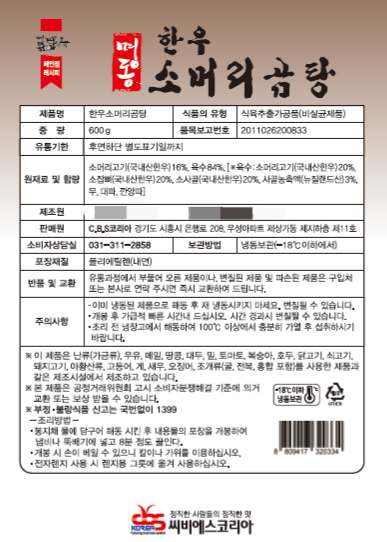 체인점
레시피
명동
한우
소머리곰탕
제품명 한우소머리곰탕 식품의 유형 식육추출가공품(비살균제품)
중 량 600g 품목보고번호 2011026200833
유통기한 후면하단 별도표기일까지
원재료 및 함량 소머리고기(국내산한우)16%, 육수84%, [*육수:소머리고기(국내산한우)20%,
소잡뼈(국내산한우)20%, 소사골(국내산한우)20%, 사골농축액(뉴질랜드산)3%,
무, 대파, 깐양파]
제조원
판매원 C,B,S코리아 경기도 시흥시 은행로 208, 우성아파트 제상가동 제지하층 제11호
소비자상담실 031-311-2858 보관방법 냉동보관(-18℃이하에서)
포장재질 폴리에틸렌(내면)
반품 및 교환 유통과정에서 부풀어 오른 제품이나, 변질된 제품 및 파손된 제품은 구입처
또는 본사로 연락 주시면 즉시 교환하여 드립니다.
주의사항 -이미 냉동된 제품으로 해동 후 재 냉동시키지 마세요. 변질될 수 있습니다.
•개봉 후 가급적 빠른 시간내 드십시오. 시간 경과시 변질될 수 있습니다.
•조리 전 냉장고에서 해동하여 100℃ 이상에서 충분히 가열 후 섭취하시기
바랍니다.
※ 이 제품은 난류(가금류), 우유, 메밀, 땅콩, 대두, 밀, 토마토, 복숭아, 호두, 닭고기, 쇠고기,
돼지고기, 아황산류, 고등어, 게, 새우, 오징어, 조개류(굴, 전복, 홍합 포함)를 사용한 제품과
같은 제조시설에서 제조하고 있습니다.
※ 본 제품은 공정거래위원회 고시 소비자분쟁해결 기준에 의거
교환 또는 보상 받을 수 있습니다.
※ 부정•불량식품 신고는 국번없이 1399
-18℃이하
냉동보관
-조리방법-
•봉지채 물에 담구어 해동 시킨 후 내용물의 포장을 개봉하여
냄비나 뚝배기에 넣고 8분 정도 끓인다.
•개봉 시 손이 베일 수 있으니 칼이나 가위를 이용하십시오.
•전자렌지 사용 시 렌지용 그릇에 옮겨 사용하십시오.
8 809417 320334
정직한 사람들의 정직한 맛
cbs
KOREA
씨비에스코리아